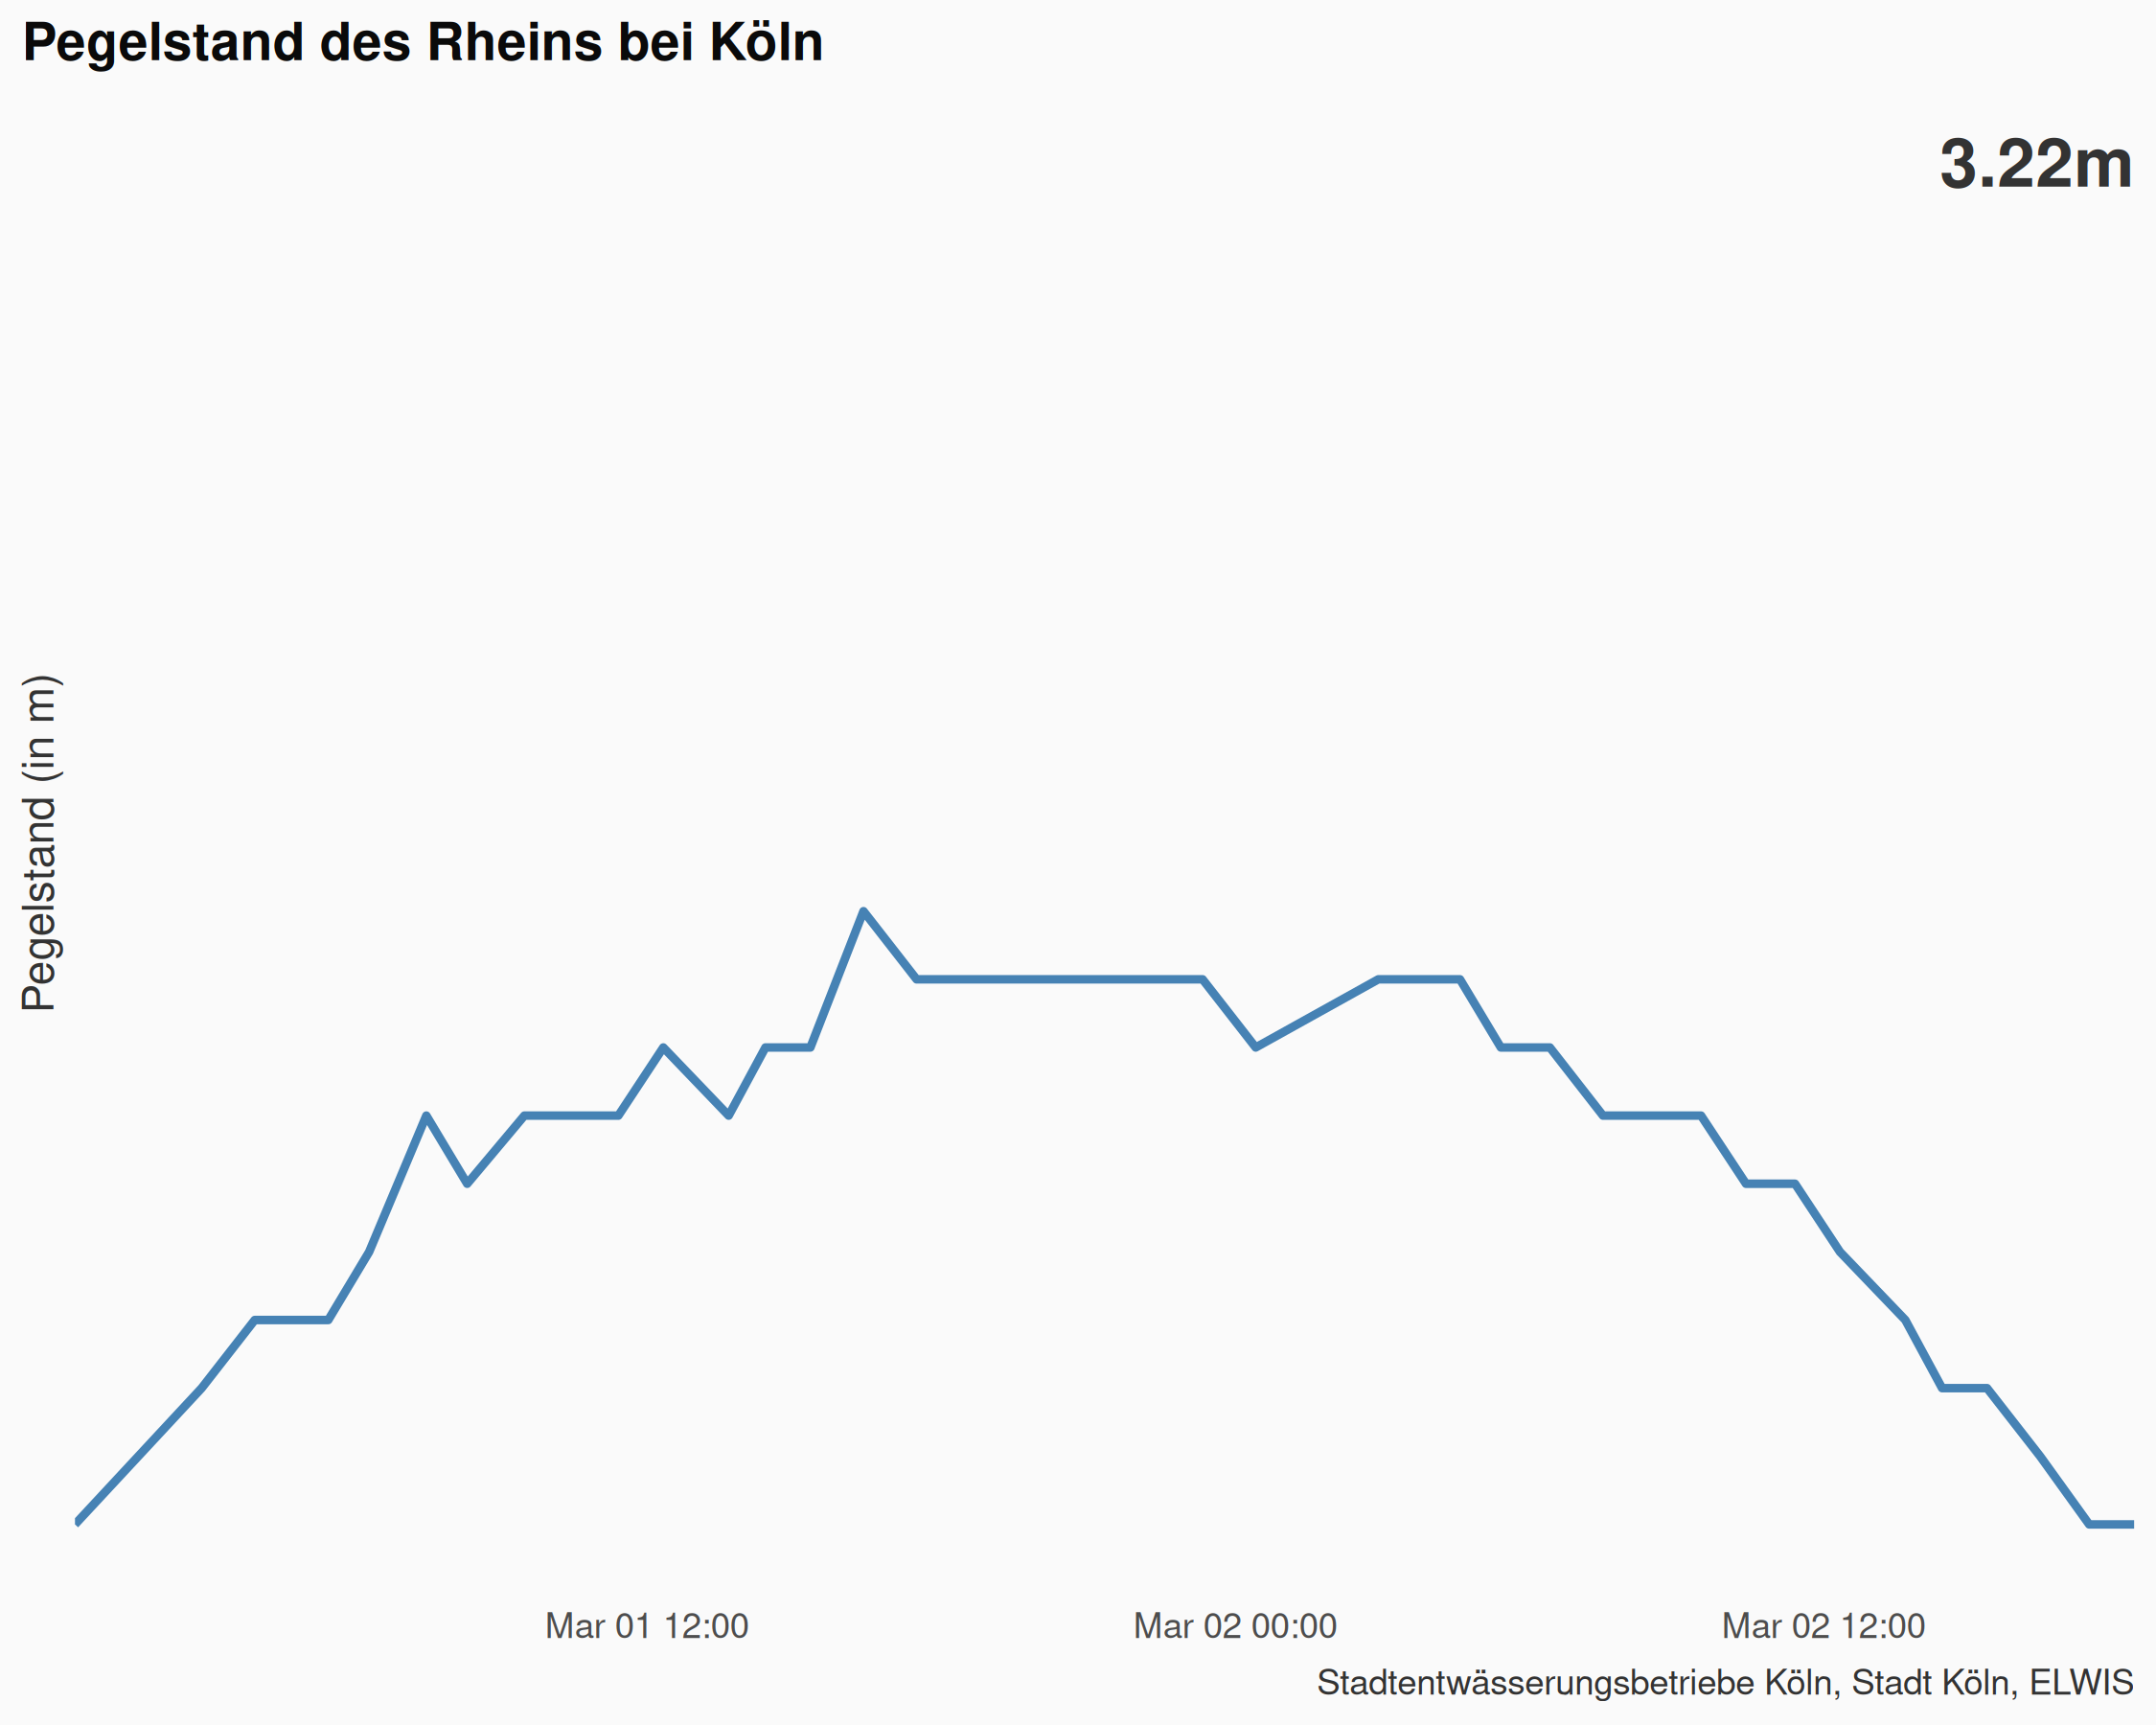 Pegelstand des Rheins bei Köln
3.22m
Pegelstand (in m)
Mar 01 12:00
Mar 02 00:00
Mar 02 12:00
Stadtentwässerungsbetriebe Köln, Stadt Köln, ELWIS